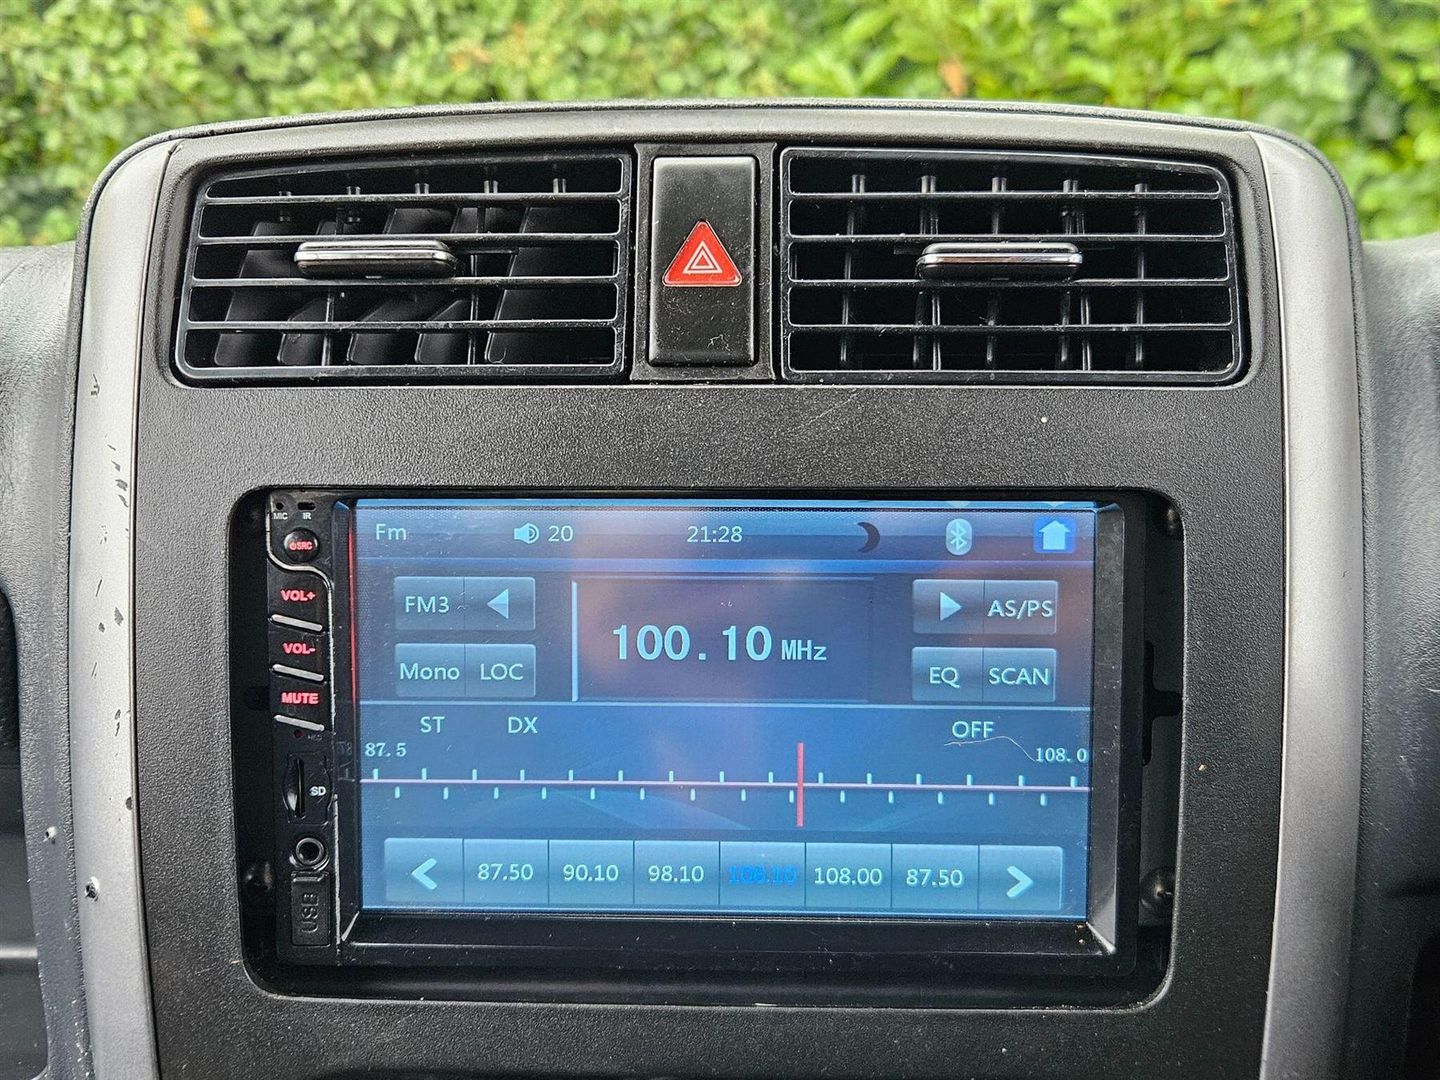 MIC IR
SRC
VOL+
VOL-
MUTE
SD
USB
Fm 20 21:28
FM3 AS/PS
100.10 MHz
Mono LOC EQ SCAN
ST DX OFF
87.5 108.0
87.50 90.10 98.10 108.00 87.50